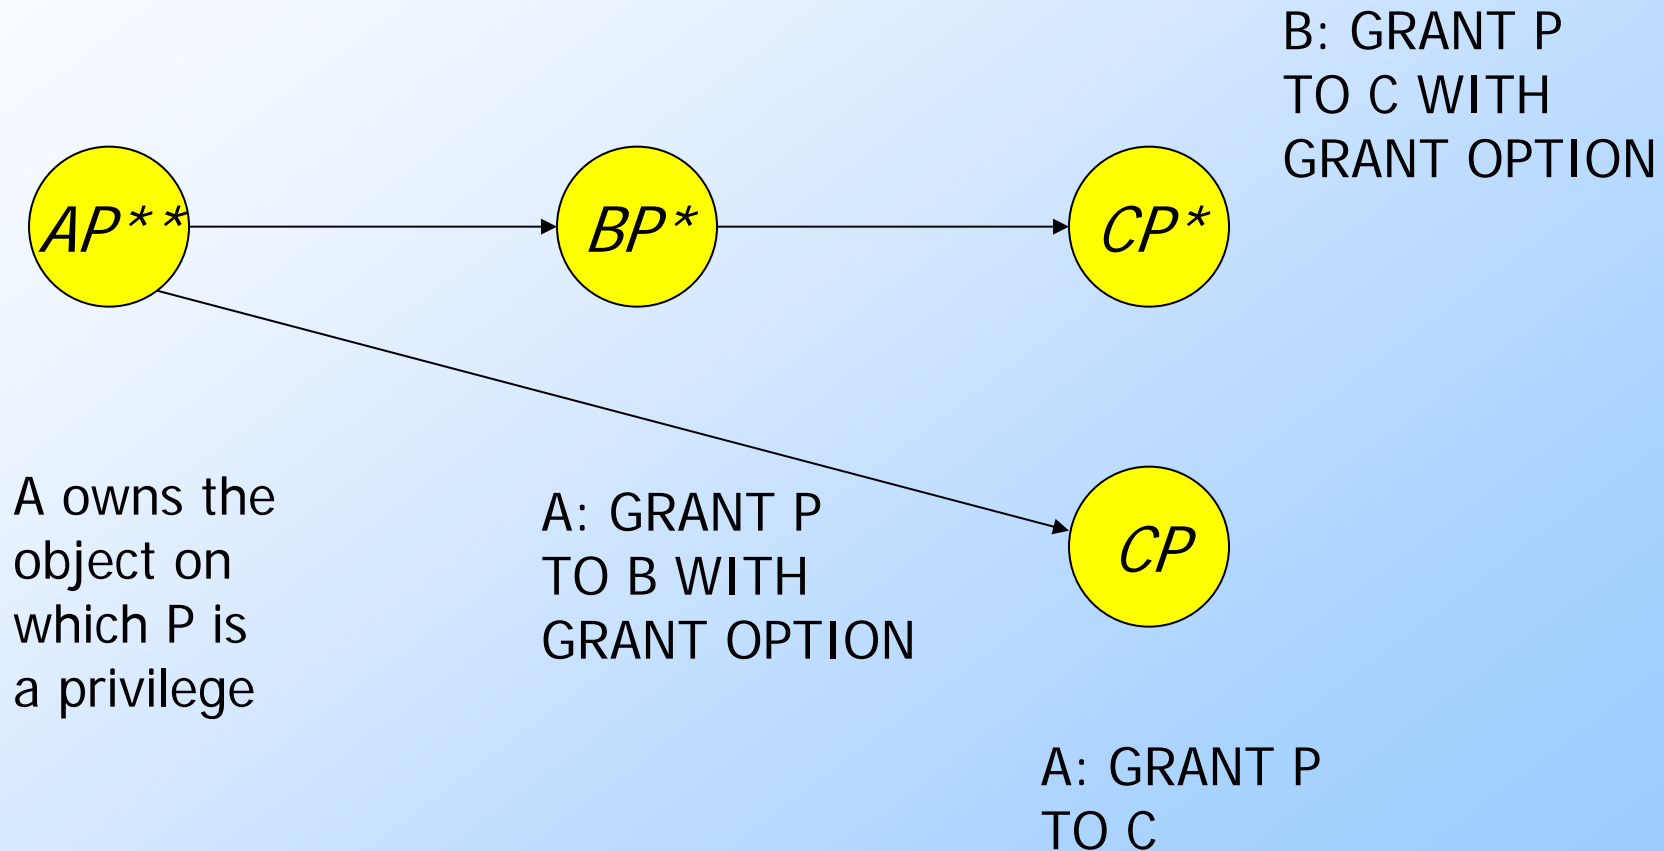 B: GRANT P
TO C WITH
GRANT OPTION
AP**
BP*
CP*
A owns the
object on
which P is
a privilege
A: GRANT P
TO B WITH
GRANT OPTION
CP
A: GRANT P
TO C